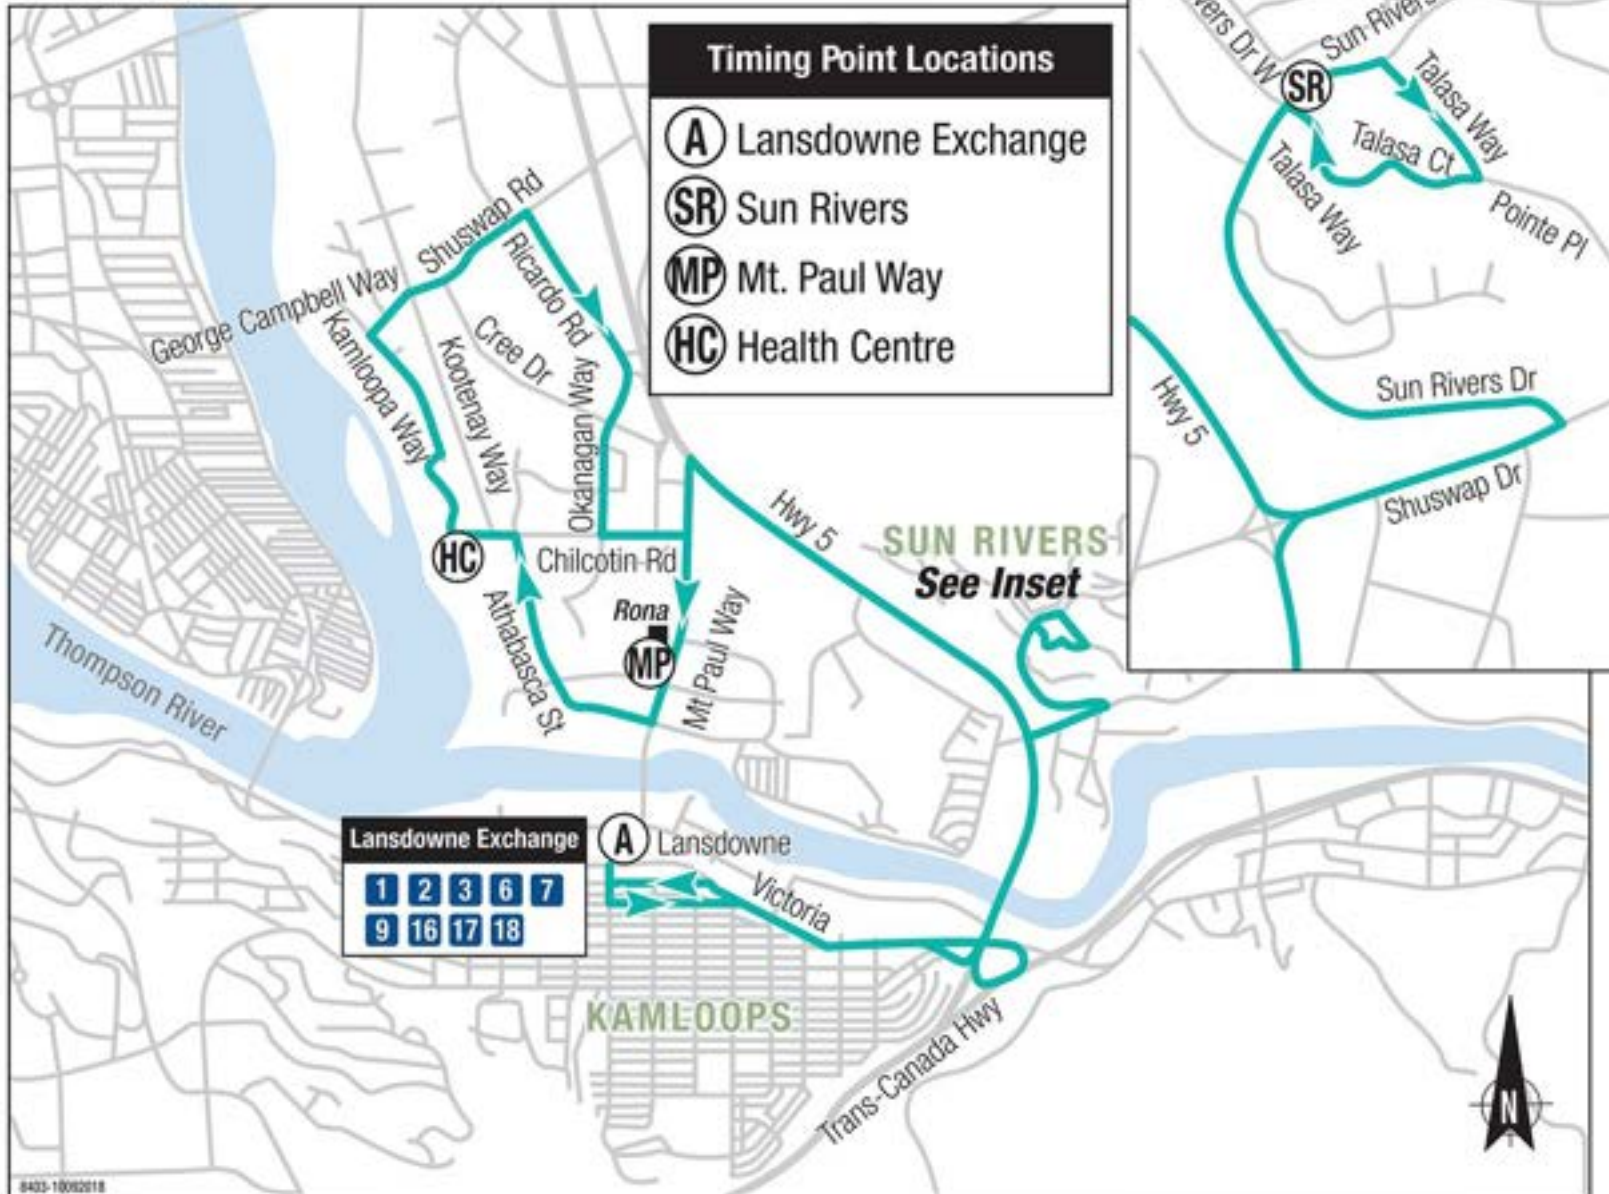 Timing Point Locations
A Lansdowne Exchange
SR Sun Rivers
MP Mt. Paul Way
HC Health Centre
Sun Rivers
vers Dr W
SR
Talasa Way
Talasa Ct
Talasa Way
Pointe Pl
Hwy 5
Sun Rivers Dr
Shuswap Dr
Shuswap Rd
George Campbell Way
Ricardo Rd
Kamloopa Way
Cree Dr
Kootenay Way
Okanagan Way
Hwy 5
SUN RIVERS
See Inset
HC
Chilcotin Rd
Rona
MP
Athabasca St
Mt Paul Way
Thompson River
Lansdowne Exchange
1 2 3 6 7
9 16 17 18
A Lansdowne
Victoria
KAMLOOPS
Trans-Canada Hwy
N